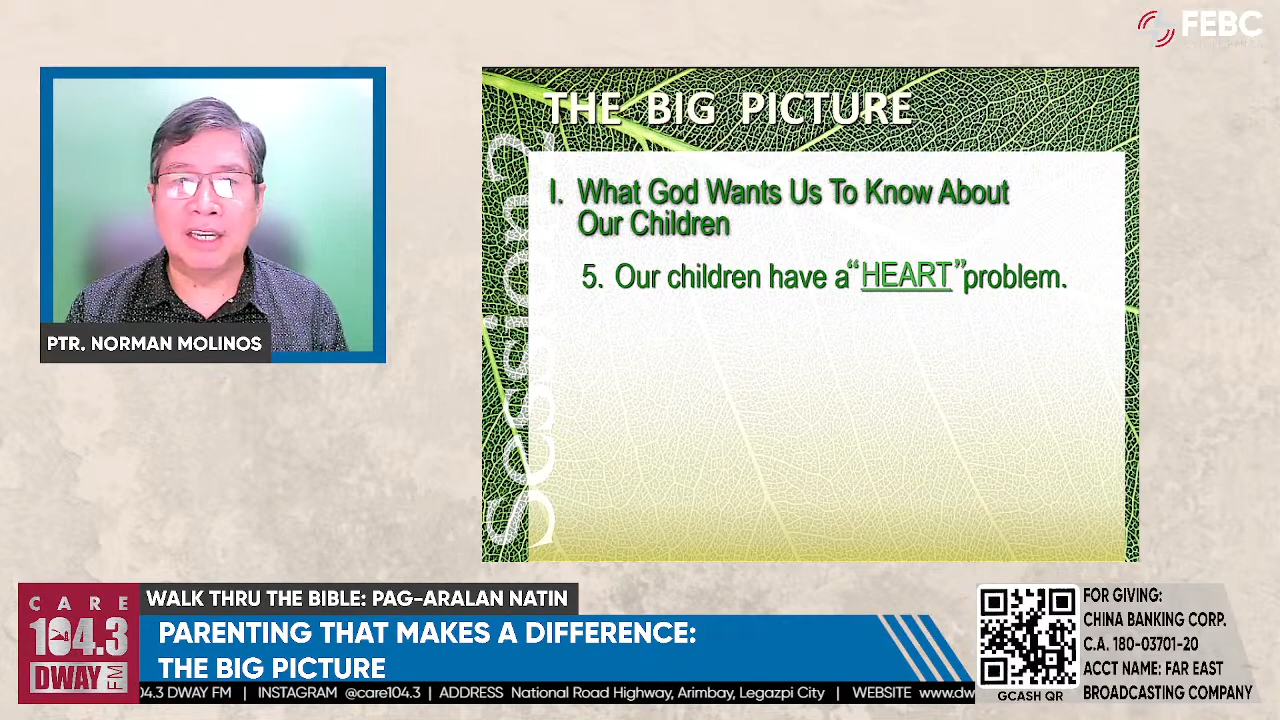 FEBC
THE BIG PICTURE
Session 2
I. What God Wants Us To Know About
Our Children
5. Our children have a “HEART” problem.
PTR. NORMAN MOLINOS
CARE
104.3
DWAY FM
WALK THRU THE BIBLE: PAG-ARALAN NATIN
PARENTING THAT MAKES A DIFFERENCE:
THE BIG PICTURE
04.3 DWAY FM | INSTAGRAM @care104.3 | ADDRESS National Road Highway, Arimbay, Legazpi City | WEBSITE www.dw
GCASH QR
FOR GIVING:
CHINA BANKING CORP.
C.A. 180-03701-20
ACCT NAME: FAR EAST
BROADCASTING COMPANY